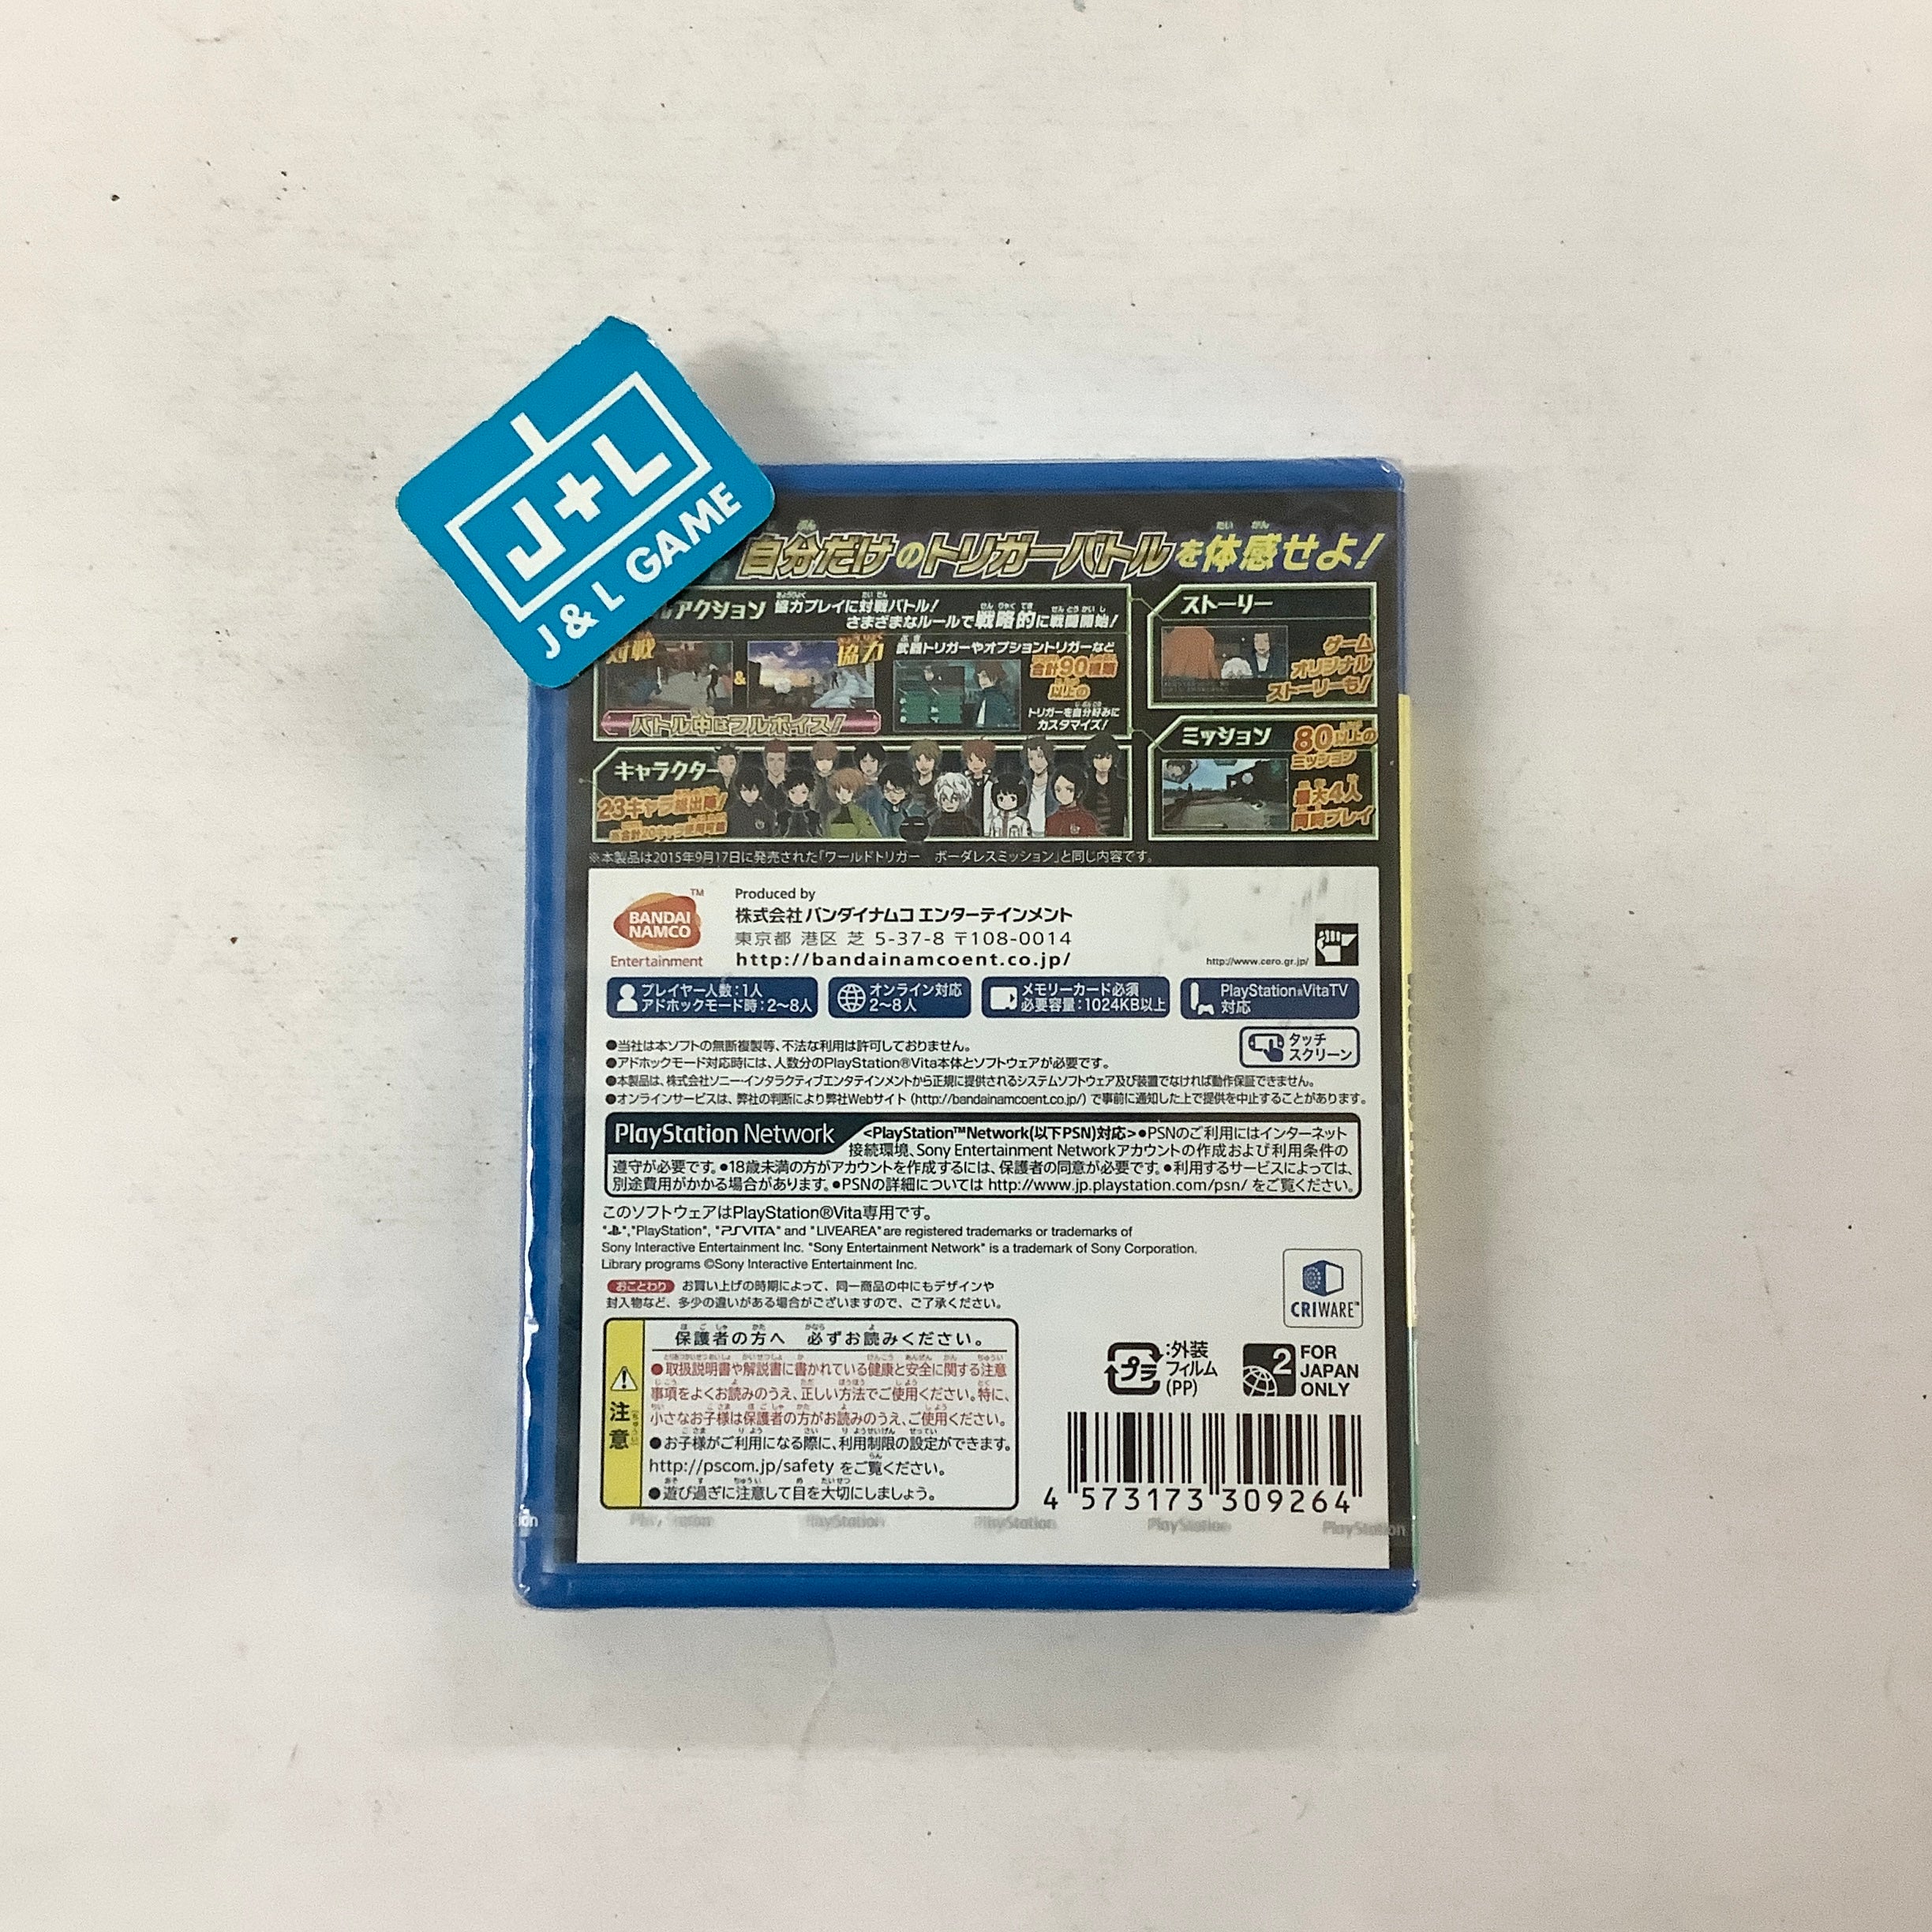 J+L
J & L GAME
自分だけのトリガーバトルを体感せよ!
アクション
協力プレイに対戦バトル!
さまざまなルールで戦略的に戦闘開始!
対戦
&
協力
武器トリガーやオプショントリガーなど
合計90種類
以上の
トリガーを自分好みに
カスタマイズ!
バトル中はフルボイス!
ストーリー
ゲーム
オリジナル
ストーリーも!
キャラクター
23キャラ総出陣!
※合計20キャラ使用可能
ミッション
80以上の
ミッション
最大4人
同時プレイ
※本製品は2015年9月17日に発売された「ワールドトリガー ボーダレスミッション」と同じ内容です。
BANDAI
NAMCO
Entertainment
TM
Produced by
株式会社バンダイナムコ エンターテインメント
東京都 港区 芝 5-37-8 〒108-0014
http://bandainamcoent.co.jp/
http://www.cero.gr.jp/
プレイヤー人数:1人
アドホックモード時:2〜8人
オンライン対応
2〜8人
メモリーカード必須
必要容量:1024KB以上
PlayStation®VitaTV
対応
タッチ
スクリーン
●当社は本ソフトの無断複製等、不法な利用は許可しておりません。
●アドホックモード対応時には、人数分のPlayStation®Vita本体とソフトウェアが必要です。
●本製品は、株式会社ソニー・インタラクティブエンタテインメントから正規に提供されるシステムソフトウェア及び装置でなければ動作保証できません。
●オンラインサービスは、弊社の判断により弊社Webサイト(http://bandainamcoent.co.jp/)で事前に通知した上で提供を中止することがあります。
PlayStation Network
<PlayStation™Network(以下PSN)対応>●PSNのご利用にはインターネット
接続環境、Sony Entertainment Networkアカウントの作成および利用条件の
遵守が必要です。●18歳未満の方がアカウントを作成するには、保護者の同意が必要です。●利用するサービスによっては、
別途費用がかかる場合があります。●PSNの詳細については http://www.jp.playstation.com/psn/ をご覧ください。
このソフトウェアはPlayStation®Vita専用です。
"PlayStation", "PSVITA" and "LIVEAREA" are registered trademarks or trademarks of
Sony Interactive Entertainment Inc. "Sony Entertainment Network" is a trademark of Sony Corporation.
Library programs ©Sony Interactive Entertainment Inc.
おことわり お買い上げの時期によって、同一商品の中にもデザインや
封入物など、多少の違いがある場合がございますので、ご了承ください。
CRIWARE™
注意
保護者の方へ 必ずお読みください。
●取扱説明書や解説書に書かれている健康と安全に関する注意
事項をよくお読みのうえ、正しい方法でご使用ください。特に、
小さなお子様は保護者の方がお読みのうえ、ご使用ください。
●お子様がご利用になる際に、利用制限の設定ができます。
http://pscom.jp/safety をご覧ください。
●遊び過ぎに注意して目を大切にしましょう。
プラ
:外装
フィルム
(PP)
2
FOR
JAPAN
ONLY
4 573173 309264
PlayStation
PlayStation
PlayStation
PlayStation